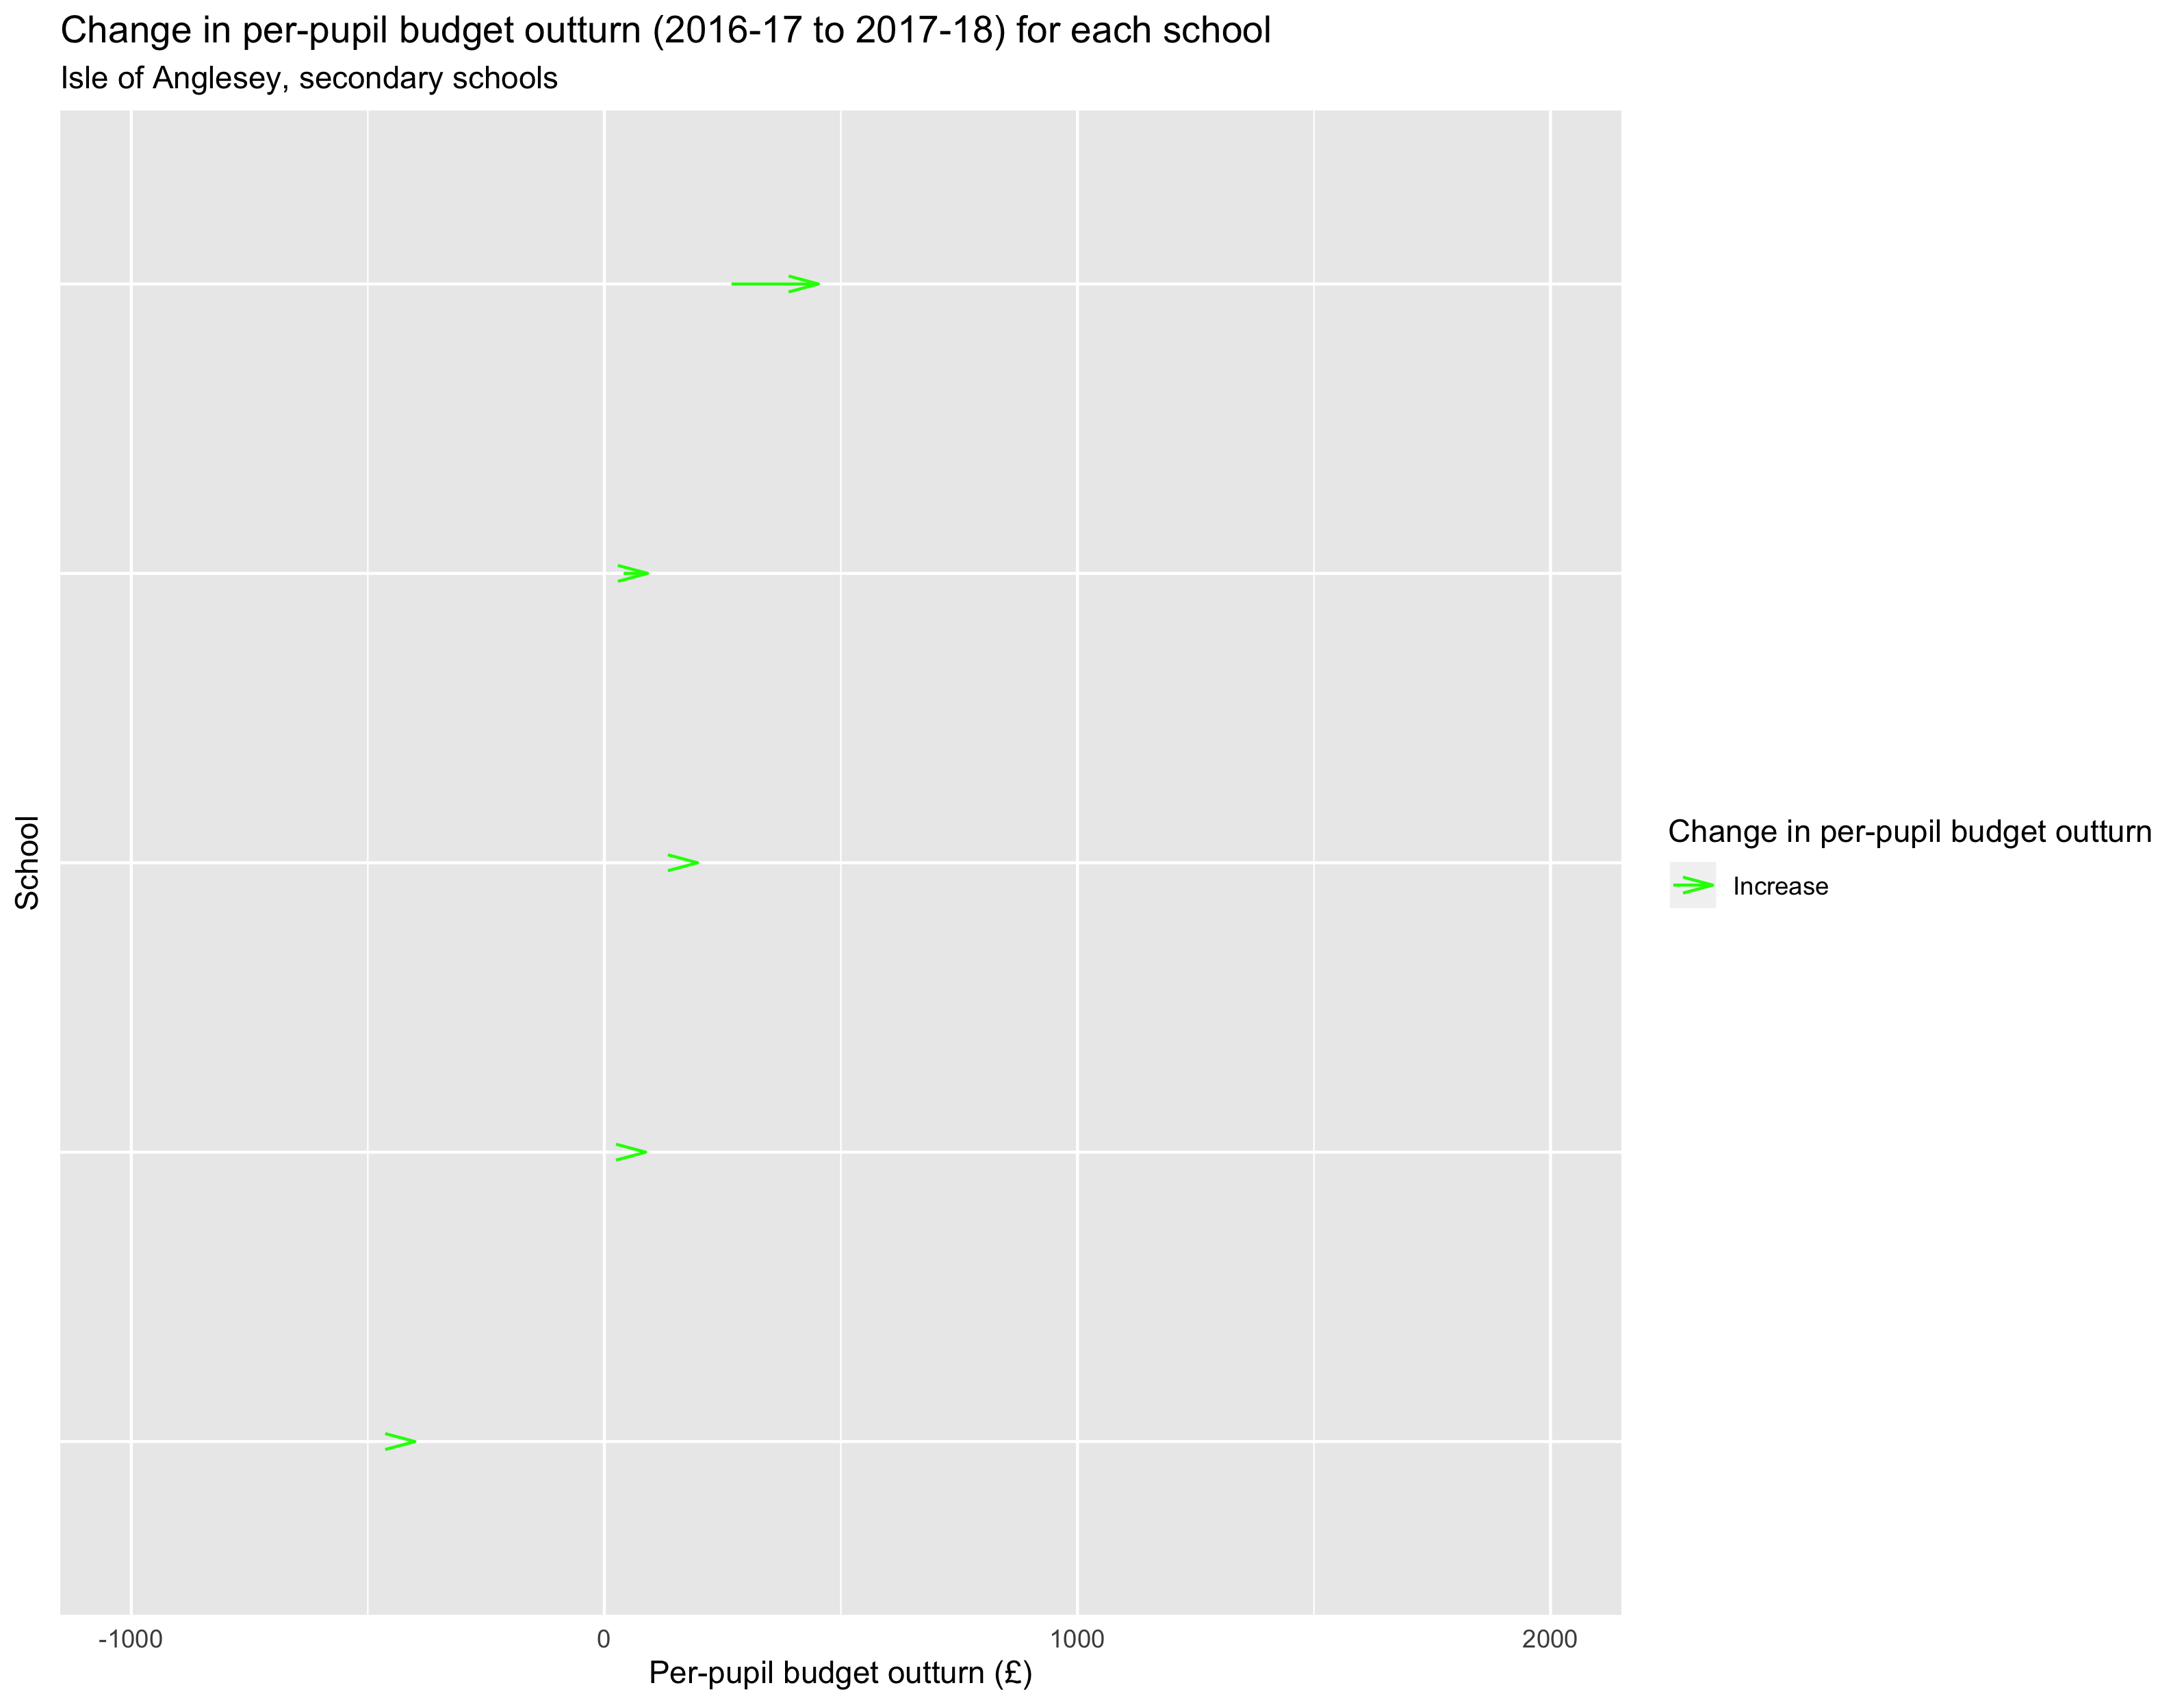 Change in per-pupil budget outturn (2016-17 to 2017-18) for each school
Isle of Anglesey, secondary schools
School
Change in per-pupil budget outturn
Increase
-1000
0
1000
2000
Per-pupil budget outturn (£)